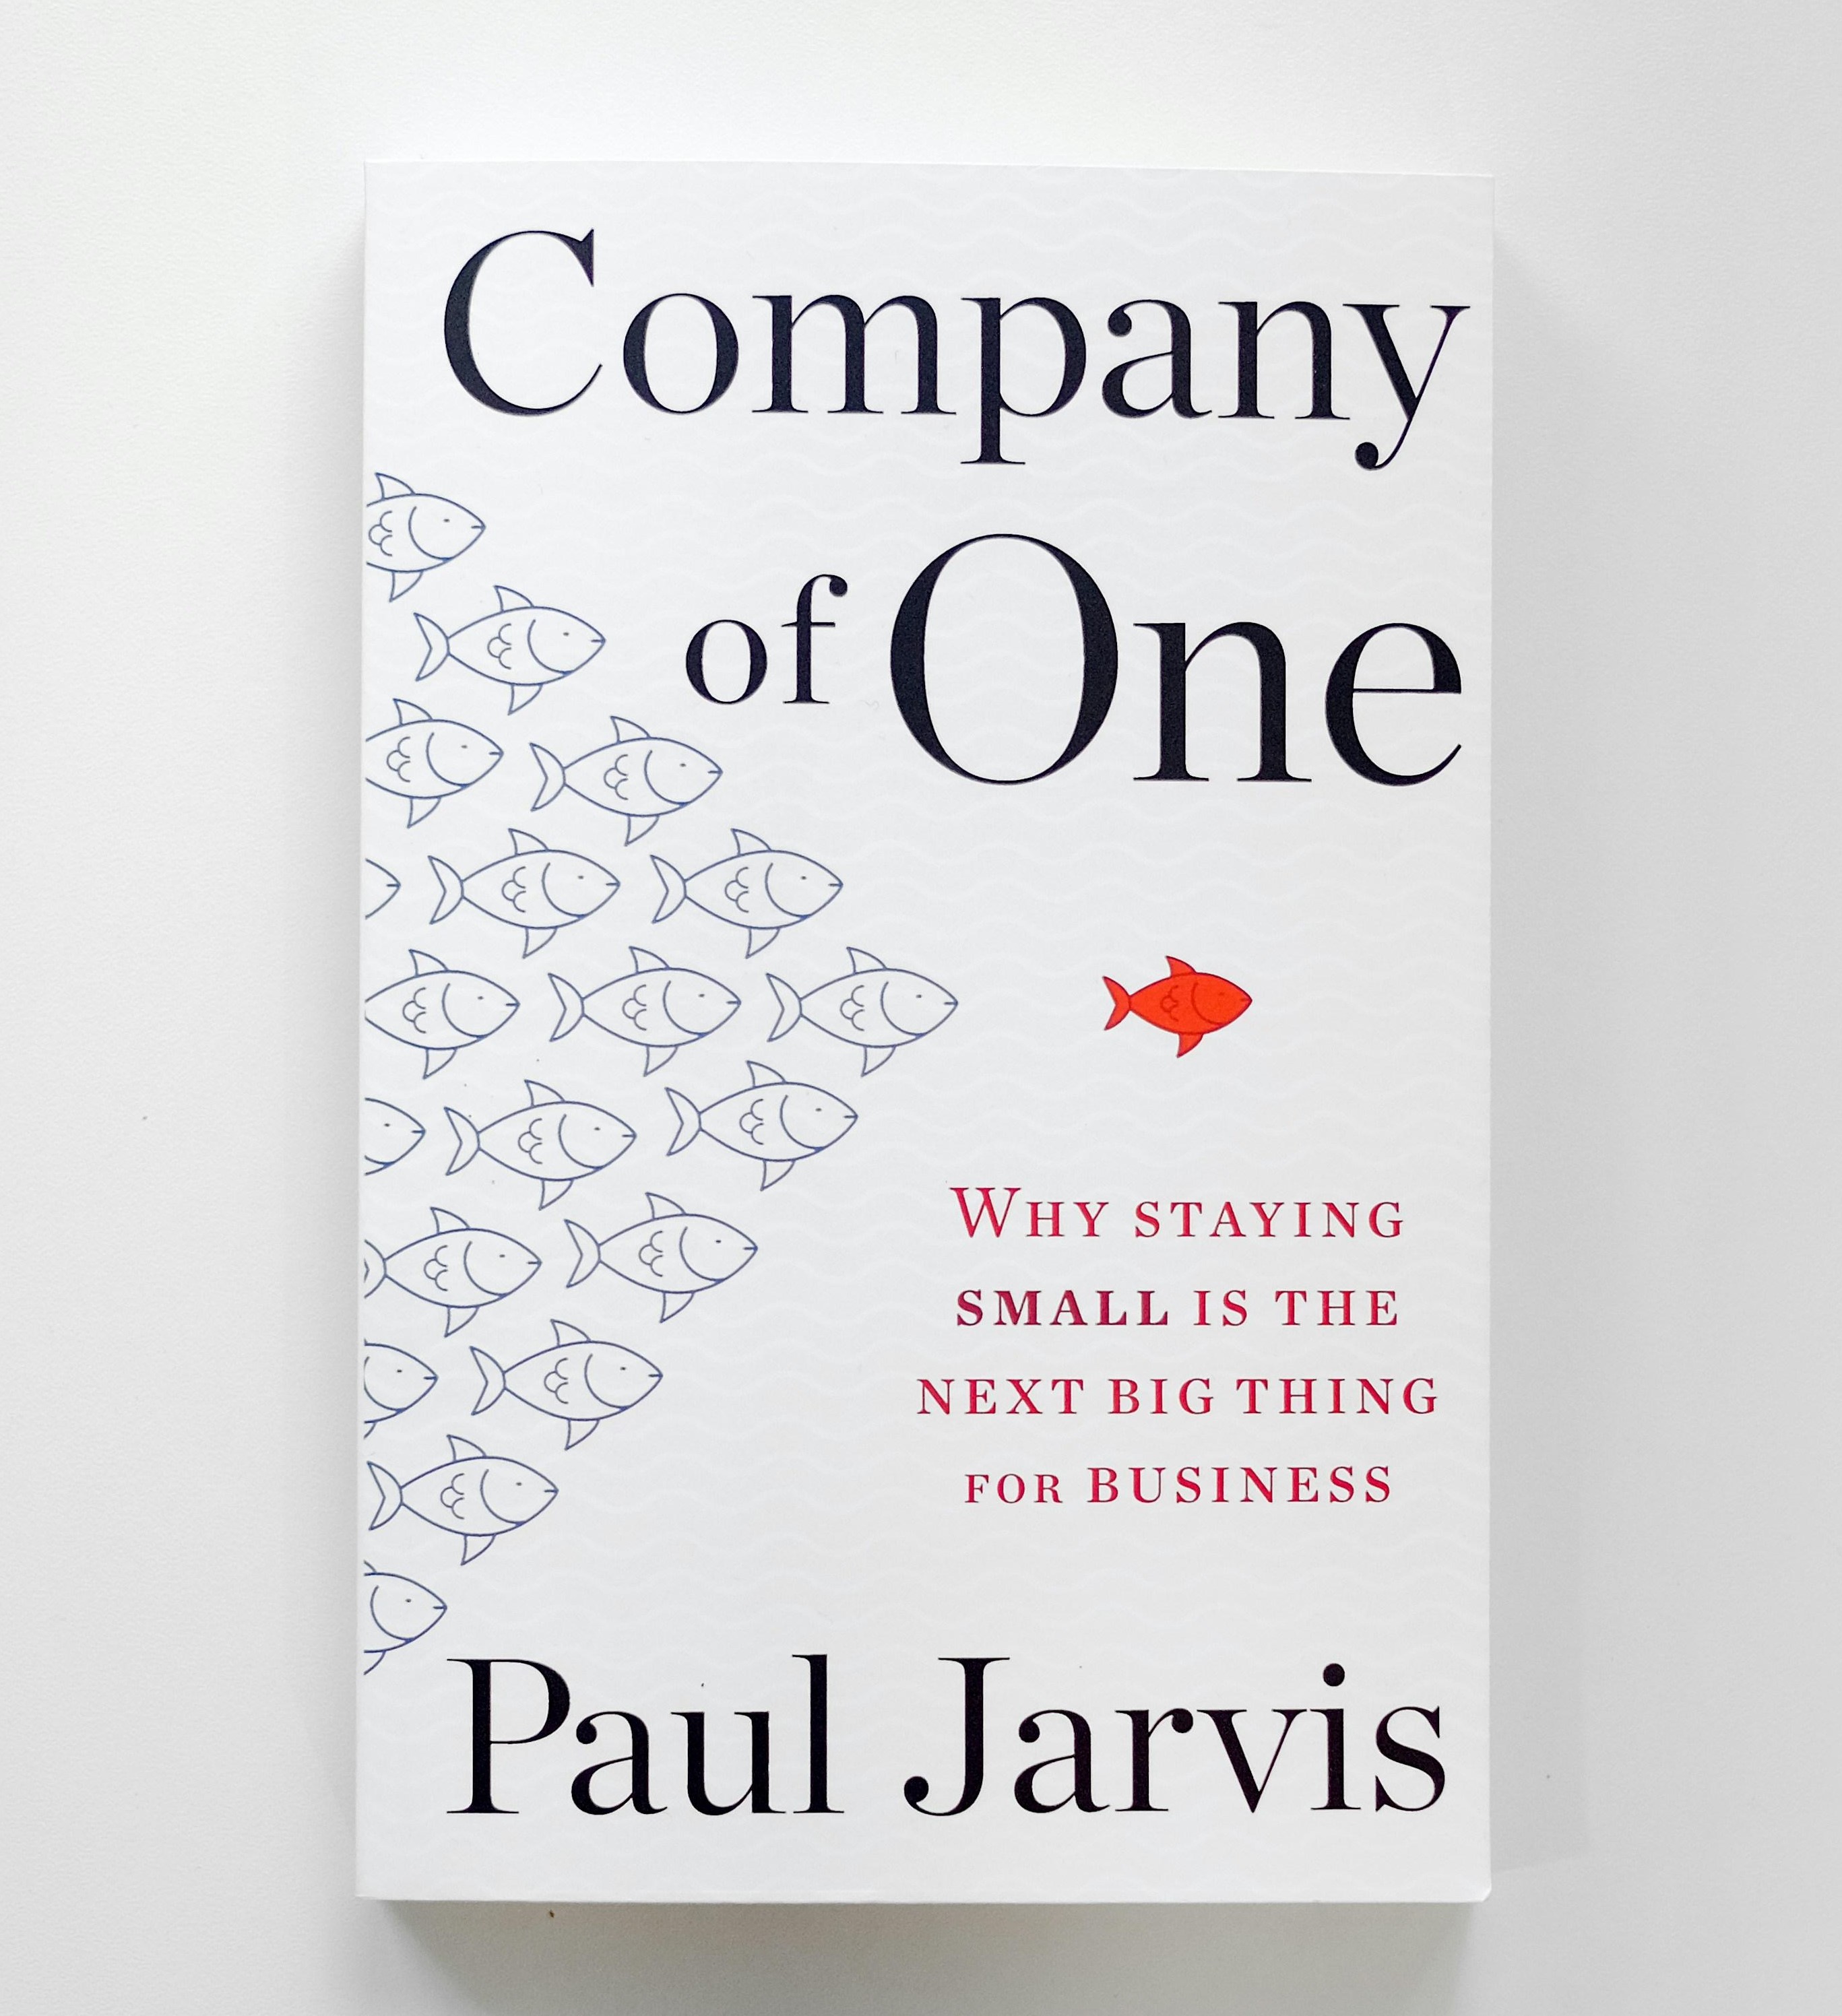 Company
of One
WHY STAYING
SMALL IS THE
NEXT BIG THING
FOR BUSINESS
Paul Jarvis